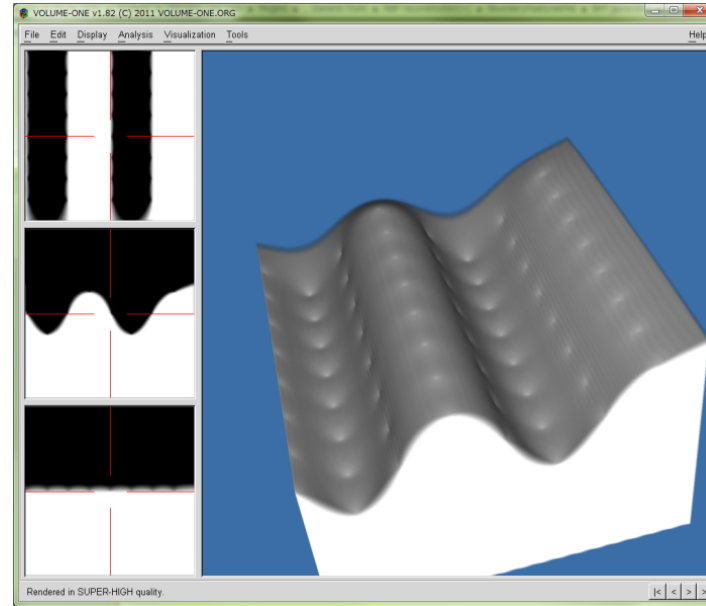 VOLUME-ONE v1.82 (C) 2011 VOLUME-ONE.ORG
File Edit Display Analysis Visualization Tools Help
Rendered in SUPER-HIGH quality.
|< < > >